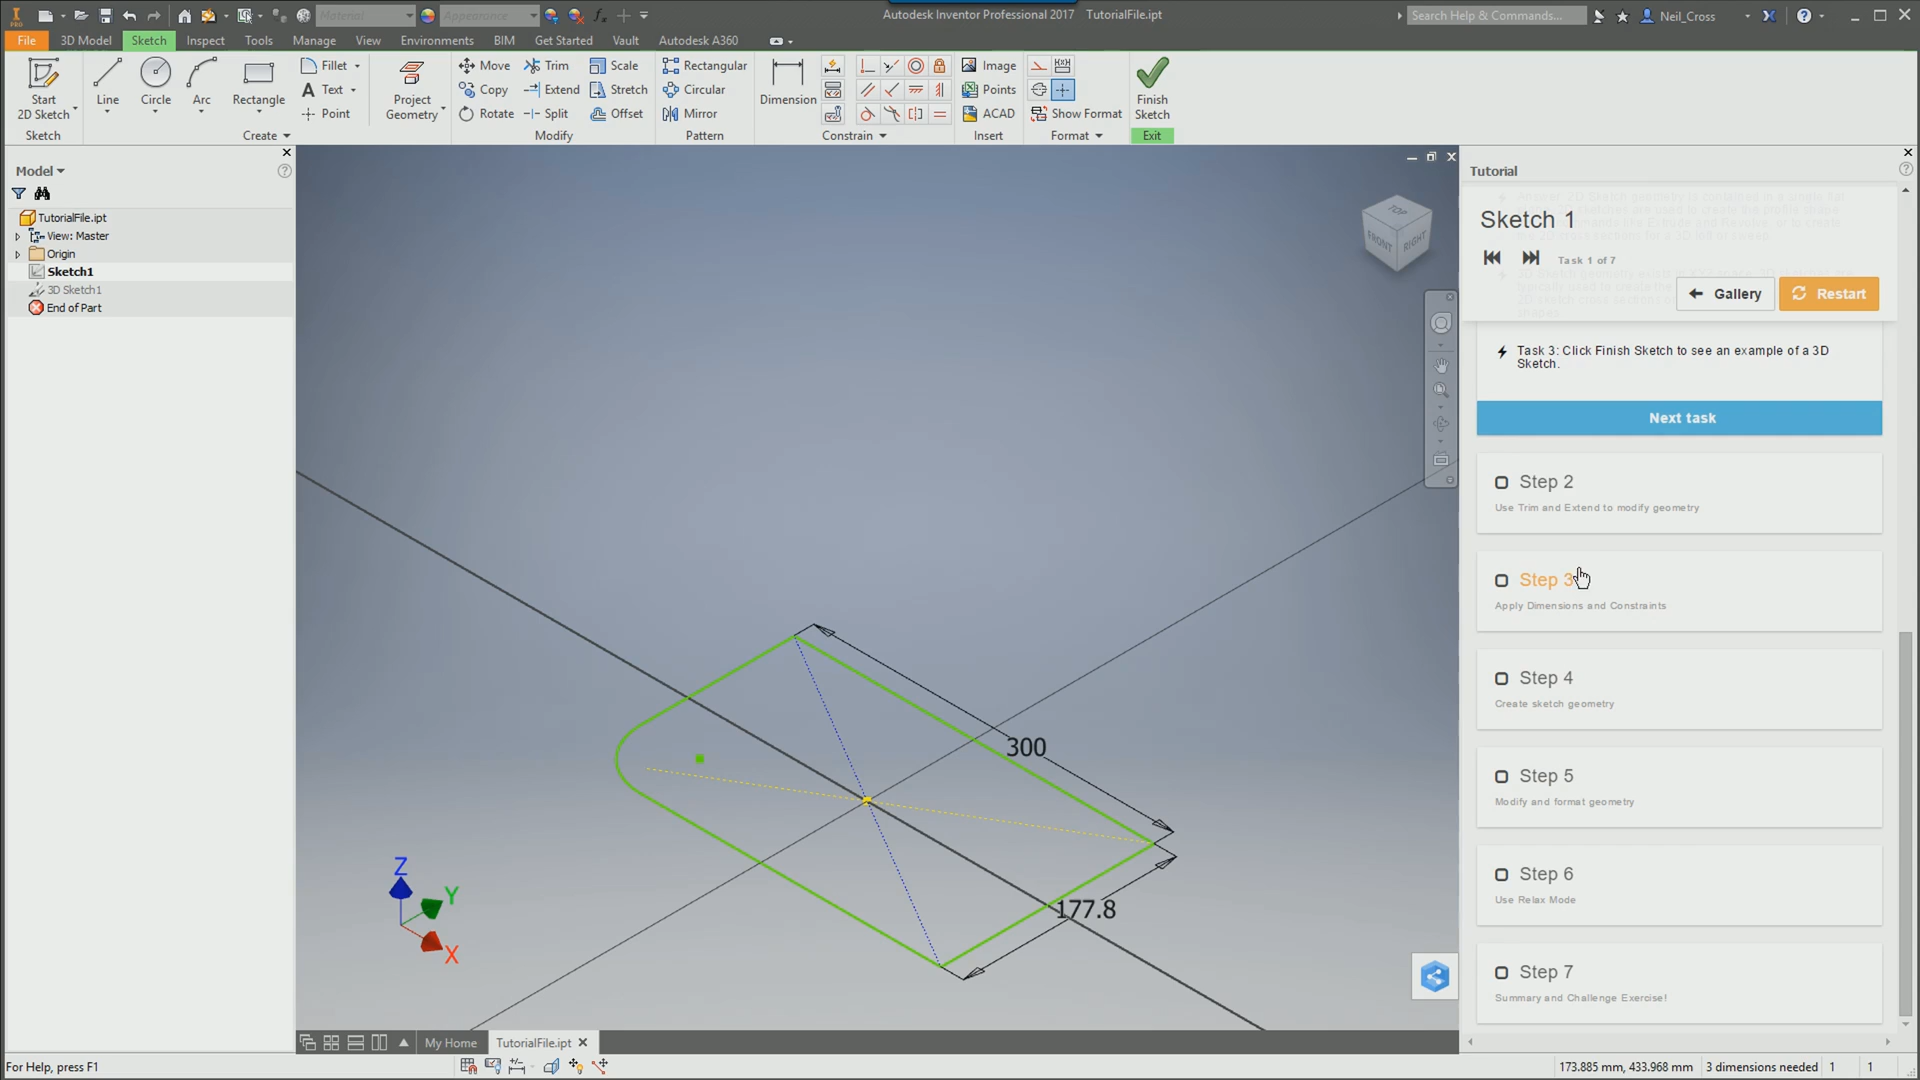 Material
Appearance
Autodesk Inventor Professional 2017 TutorialFile.ipt
Search Help & Commands...
Neil_Cross
PRO
File 3D Model Sketch Inspect Tools Manage View Environments BIM Get Started Vault Autodesk A360
Start
2D Sketch
Line
Circle
Arc
Rectangle
Fillet
Text
Point
Project
Geometry
Move
Copy
Rotate
Trim
Extend
Split
Scale
Stretch
Offset
Rectangular
Circular
Mirror
Dimension
Image
Points
ACAD
Show Format
Finish
Sketch
Sketch
Create
Modify
Pattern
Constrain
Insert
Format
Exit
Model
TutorialFile.ipt
View: Master
Origin
Sketch1
3D Sketch1
End of Part
TOP
FRONT
RIGHT
300
177.8
Z
Y
X
Tutorial
Sketch 1
Task 1 of 7
Gallery
Restart
Task 3: Click Finish Sketch to see an example of a 3D
Sketch.
Next task
Step 2
Use Trim and Extend to modify geometry
Step 3
Apply Dimensions and Constraints
Step 4
Create sketch geometry
Step 5
Modify and format geometry
Step 6
Use Relax Mode
Step 7
Summary and Challenge Exercise!
My Home
TutorialFile.ipt
For Help, press F1
173.885 mm, 433.968 mm 3 dimensions needed 1 1